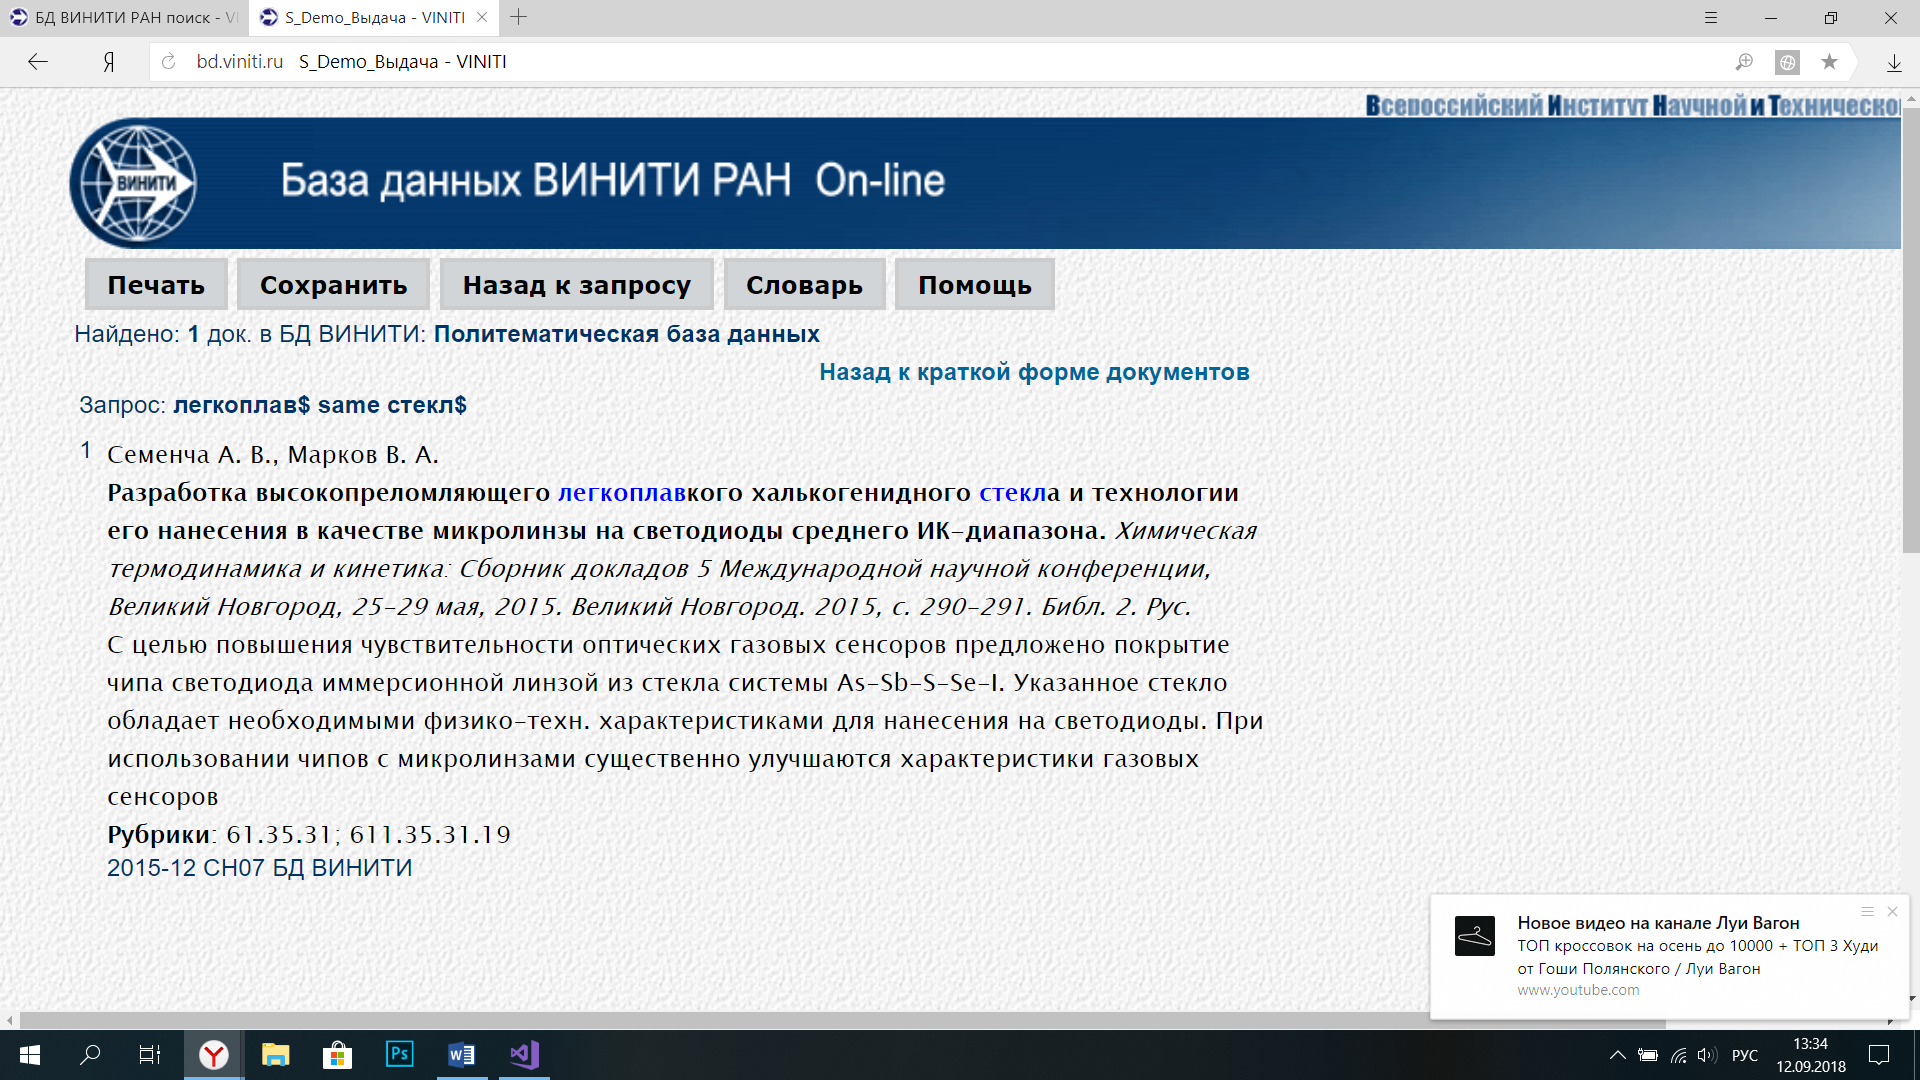 БД ВИНИТИ РАН поиск - VI
S_Demo_Выдача - VINITI
Я
bd.viniti.ru S_Demo_Выдача - VINITI
Всероссийский Институт Научной и Техническо
ВИНИТИ
База данных ВИНИТИ РАН On-line
Печать Сохранить Назад к запросу Словарь Помощь
Найдено: 1 док. в БД ВИНИТИ: Политематическая база данных
Назад к краткой форме документов
Запрос: легкоплав$ same стекл$
1 Семенча А. В., Марков В. А.
Разработка высокопреломляющего легкоплавкого халькогенидного стекла и технологии
его нанесения в качестве микролинзы на светодиоды среднего ИК-диапазона. Химическая
термодинамика и кинетика: Сборник докладов 5 Международной научной конференции,
Великий Новгород, 25-29 мая, 2015. Великий Новгород. 2015, с. 290-291. Библ. 2. Рус.
С целью повышения чувствительности оптических газовых сенсоров предложено покрытие
чипа светодиода иммерсионной линзой из стекла системы As-Sb-S-Se-I. Указанное стекло
обладает необходимыми физико-техн. характеристиками для нанесения на светодиоды. При
использовании чипов с микролинзами существенно улучшаются характеристики газовых
сенсоров
Рубрики: 61.35.31; 611.35.31.19
2015-12 CH07 БД ВИНИТИ
Новое видео на канале Луи Вагон
ТОП кроссовок на осень до 10000 + ТОП 3 Худи
от Гоши Полянского / Луи Вагон
www.youtube.com
Ps
РУС
13:34
12.09.2018